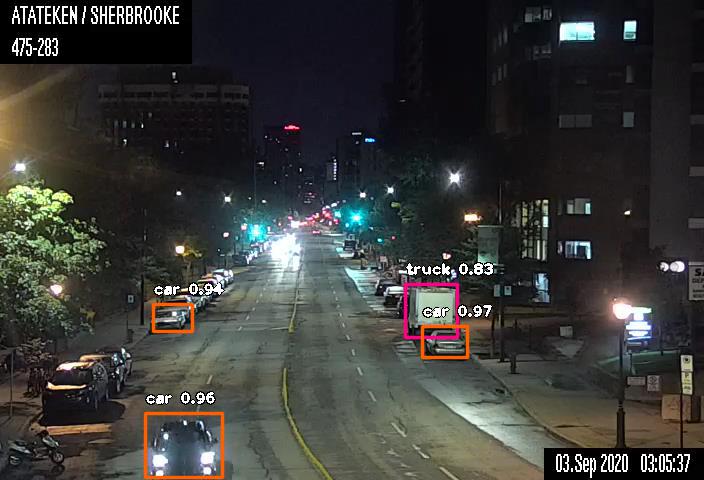 ATATEKEN / SHERBROOKE
475-283
truck 0.83
car 0.94
car 0.97
car 0.96
03.Sep 2020 03:05:37